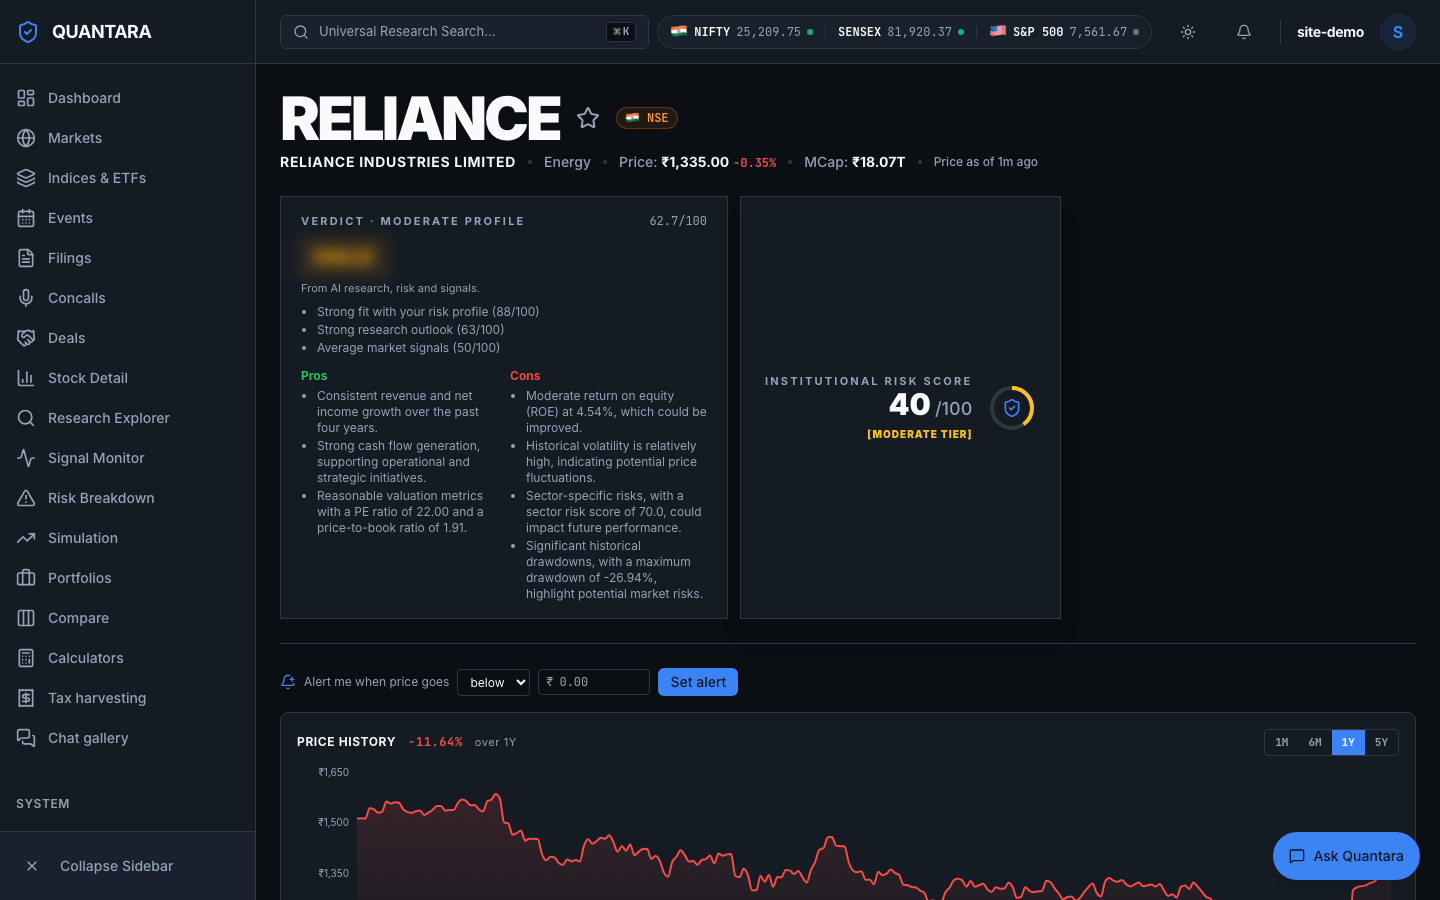 QUANTARA
Universal Research Search...
⌘K
NIFTY 25,209.75
SENSEX 81,920.37
S&P 500 7,561.67
site-demo
S
Dashboard
Markets
Indices & ETFs
Events
Filings
Concalls
Deals
Stock Detail
Research Explorer
Signal Monitor
Risk Breakdown
Simulation
Portfolios
Compare
Calculators
Tax harvesting
Chat gallery
SYSTEM
Collapse Sidebar
RELIANCE
NSE
RELIANCE INDUSTRIES LIMITED • Energy • Price: ₹1,335.00 -0.35% • MCap: ₹18.07T • Price as of 1m ago
VERDICT · MODERATE PROFILE
62.7/100
From AI research, risk and signals.
• Strong fit with your risk profile (88/100)
• Strong research outlook (63/100)
• Average market signals (50/100)
Pros
• Consistent revenue and net
income growth over the past
four years.
• Strong cash flow generation,
supporting operational and
strategic initiatives.
• Reasonable valuation metrics
with a PE ratio of 22.00 and a
price-to-book ratio of 1.91.
Cons
• Moderate return on equity
(ROE) at 4.54%, which could be
improved.
• Historical volatility is relatively
high, indicating potential price
fluctuations.
• Sector-specific risks, with a
sector risk score of 70.0, could
impact future performance.
• Significant historical
drawdowns, with a maximum
drawdown of -26.94%,
highlight potential market risks.
INSTITUTIONAL RISK SCORE
40 /100
[MODERATE TIER]
Alert me when price goes
below
₹ 0.00
Set alert
PRICE HISTORY -11.64% over 1Y
1M 6M 1Y 5Y
₹1,650
₹1,500
₹1,350
Ask Quantara